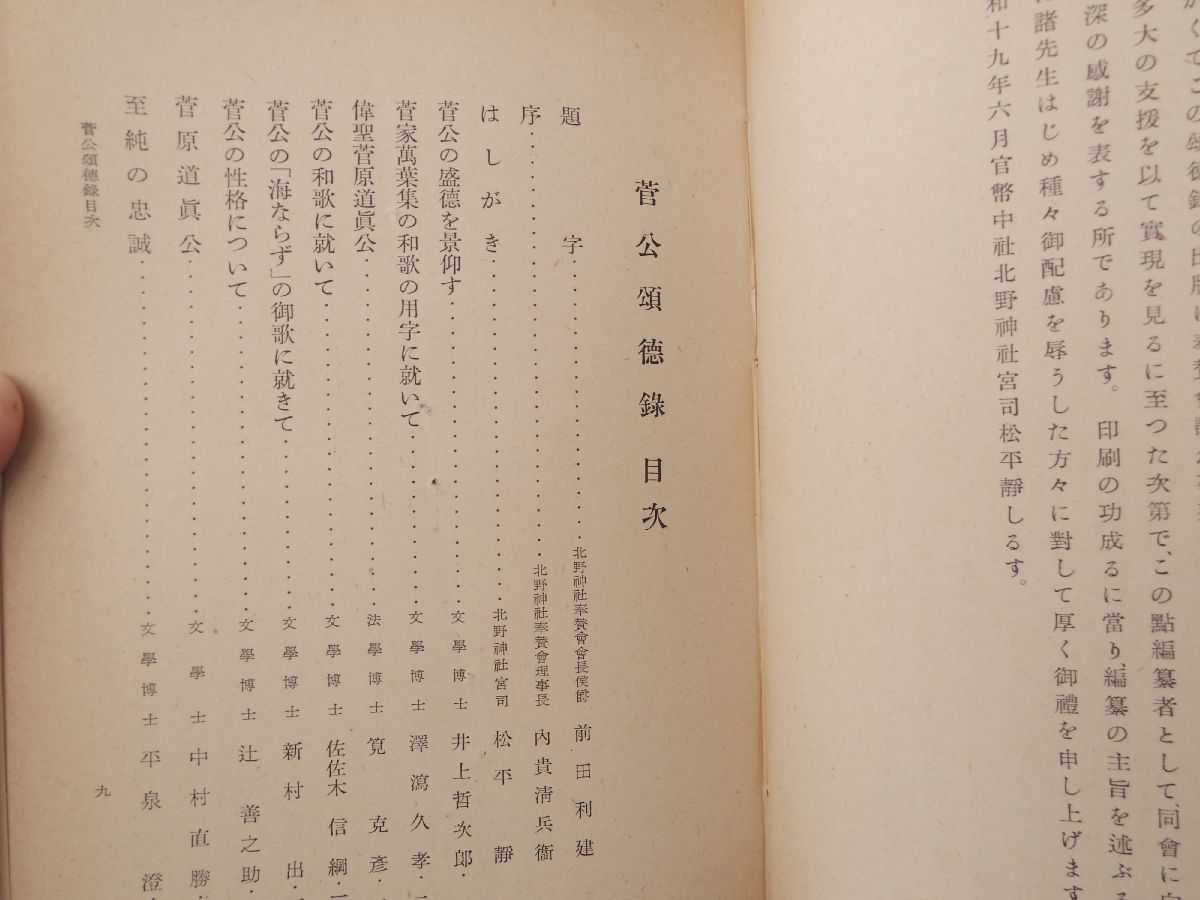 多大の支援を以て實現を見るに至つた次第で、この點編纂者として、同會に
深の感謝を表する所であります。印刷の功成るに當り、編纂の主旨を述ぶる
諸先生はじめ種々御配慮を辱うした方々に對して厚く御禮を申し上げます
和十九年六月官幣中社北野神社宮司松平靜しるす。
菅公頌德錄目次
題字……北野神社奉賛會會長侯爵 前田利建
序……北野神社奉賛會理事長 內貴淸兵衞
はしがき……北野神社宮司 松平靜
菅公の盛德を景仰す……文學博士 井上哲次郞
菅家萬葉集の和歌の用字に就いて……文學博士 澤瀉久孝
偉聖菅原道眞公……法學博士 筧克彥
菅公の和歌に就いて……文學博士 佐佐木信綱
菅公の「海ならず」の御歌に就きて……文學博士 新村出
菅公の性格について……文學博士 辻善之助
菅原道眞公……文學士 中村直勝
至純の忠誠……文學博士 平泉澄
菅公頌德錄目次
九